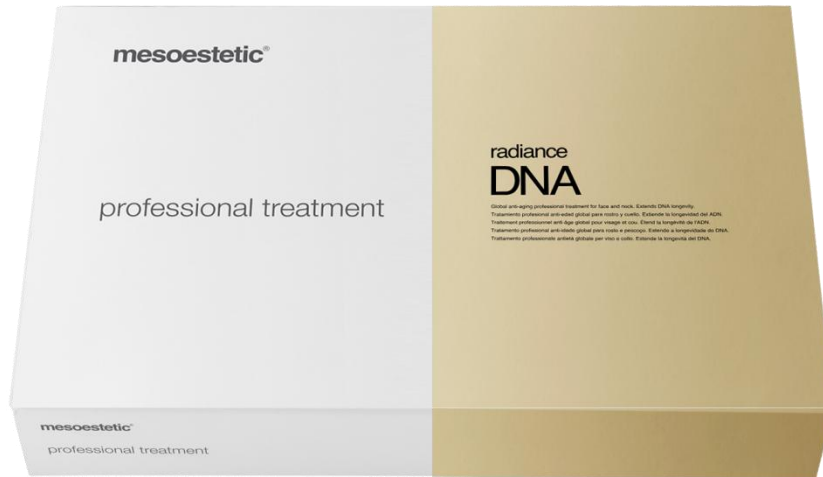 mesoestetic®
professional treatment
radiance
DNA
Global anti-aging professional treatment for face and neck. Extends DNA longevity.
Tratamiento profesional anti-edad global para rostro y cuello. Extiende la longevidad del ADN.
Traitement professionnel anti-âge global pour visage et cou. Étend la longévité de l'ADN.
Tratamento profissional anti-idade global para rosto e pescoço. Extende a longevidade do DNA.
Trattamento professionale antietà globale per viso e collo. Estende la longevità del DNA.
mesoestetic®
professional treatment